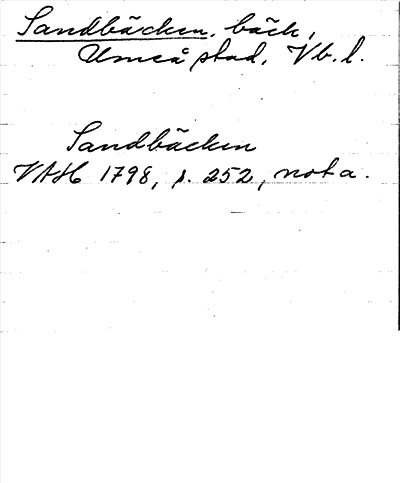 Sandbäcken, bäck,
Umeå stad, Vb. l.
Sandbäcken
VAH 1798, s. 252, nota.